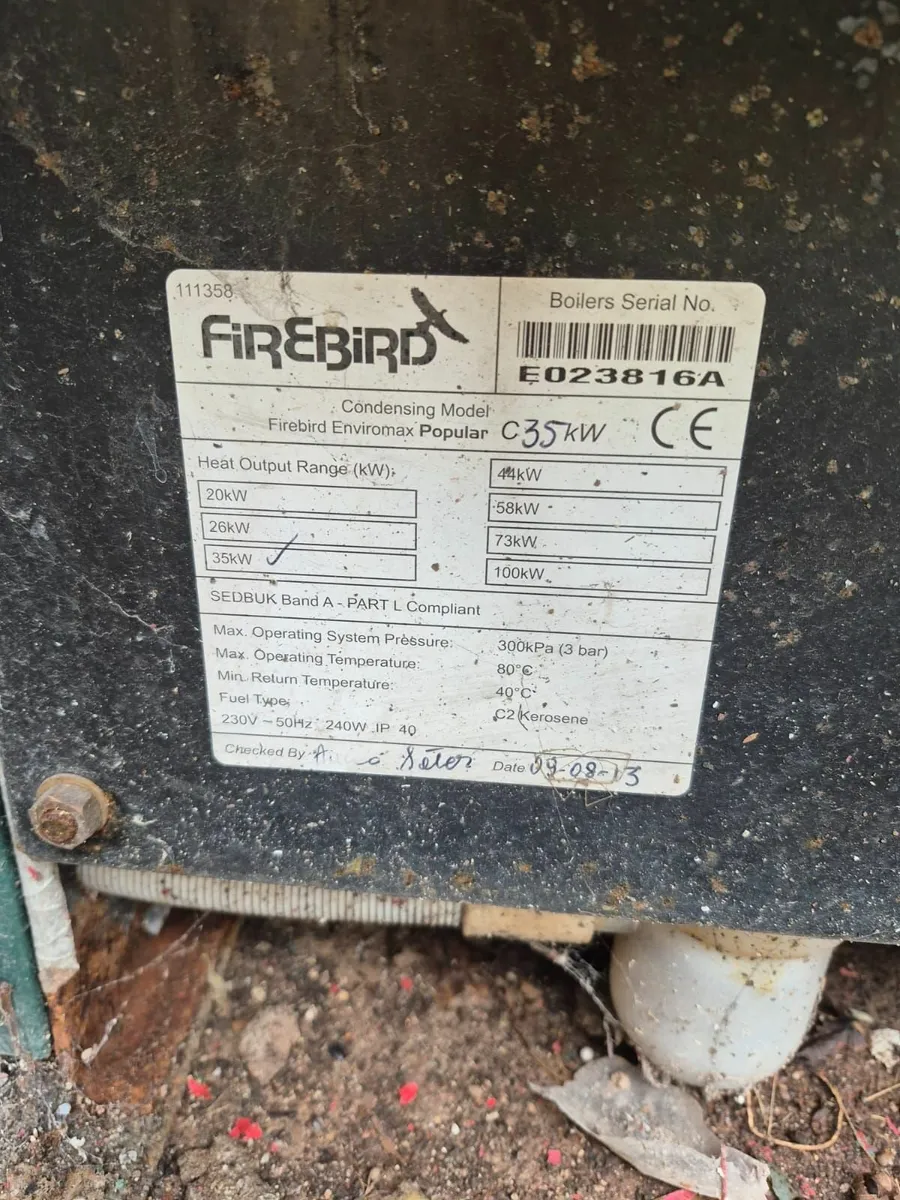 111358
FIREBIRD
Boilers Serial No.
E023816A
Condensing Model
Firebird Enviromax Popular C35kW CE
Heat Output Range (kW):
20kW
26kW
35kW ✓
44kW
58kW
73kW
100kW
SEDBUK Band A - PART L Compliant
Max. Operating System Pressure: 300kPa (3 bar)
Max. Operating Temperature: 80°C
Min. Return Temperature: 40°C
Fuel Type: C2 Kerosene
230V ~ 50Hz 240W IP 40
Checked By Date 09-08-13